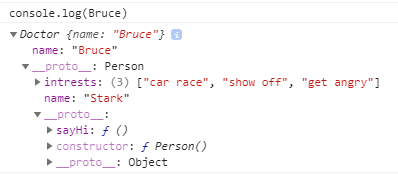 console.log(Bruce)
▼Doctor {name: "Bruce"} i
name: "Bruce"
▼__proto__: Person
▶intrests: (3) ["car race", "show off", "get angry"]
name: "Stark"
▼__proto__:
▶sayHi: ƒ ()
▶constructor: ƒ Person()
▶__proto__: Object